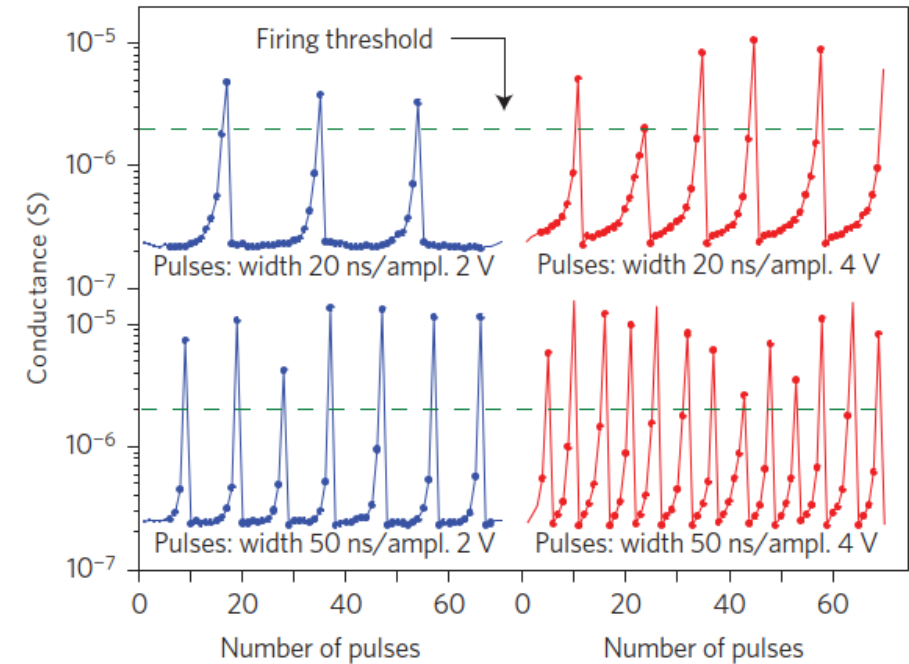 Conductance (S)
10⁻⁵
10⁻⁶
10⁻⁷
10⁻⁵
10⁻⁶
10⁻⁷
Firing threshold
Pulses: width 20 ns/ampl. 2 V
Pulses: width 20 ns/ampl. 4 V
Pulses: width 50 ns/ampl. 2 V
Pulses: width 50 ns/ampl. 4 V
0 20 40 60 0 20 40 60
Number of pulses
Number of pulses